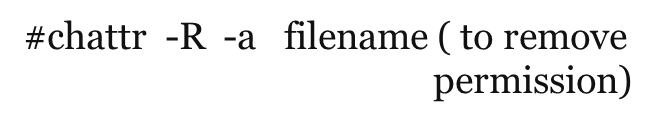 #chattr -R -a filename ( to remove
permission)